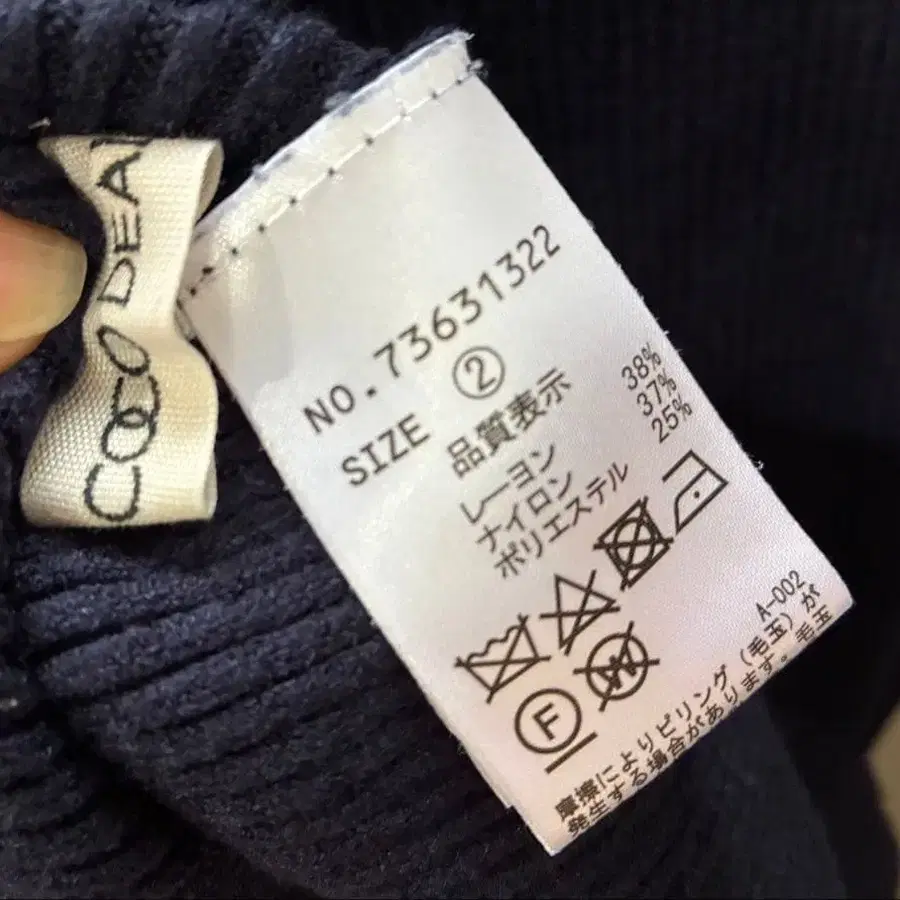 COCO DEA
NO.73631322
SIZE ②
品質表示
レーヨン 38%
ナイロン 37%
ポリエステル 25%
F
W
A-002
摩擦によりピリング(毛玉)が
発生する場合があります。毛玉